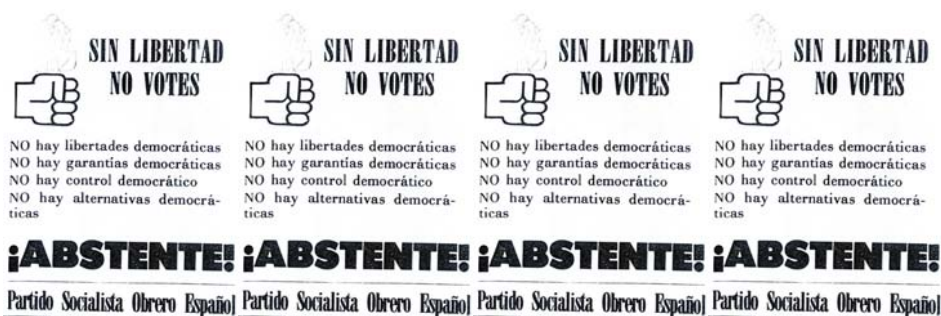 SIN LIBERTAD
NO VOTES
NO hay libertades democráticas
NO hay garantías democráticas
NO hay control democrático
NO hay alternativas democrá-
ticas
¡ABSTENTE!
Partido Socialista Obrero Español
SIN LIBERTAD
NO VOTES
NO hay libertades democráticas
NO hay garantías democráticas
NO hay control democrático
NO hay alternativas democrá-
ticas
¡ABSTENTE!
Partido Socialista Obrero Español
SIN LIBERTAD
NO VOTES
NO hay libertades democráticas
NO hay garantías democráticas
NO hay control democrático
NO hay alternativas democrá-
ticas
¡ABSTENTE!
Partido Socialista Obrero Español
SIN LIBERTAD
NO VOTES
NO hay libertades democráticas
NO hay garantías democráticas
NO hay control democrático
NO hay alternativas democrá-
ticas
¡ABSTENTE!
Partido Socialista Obrero Español